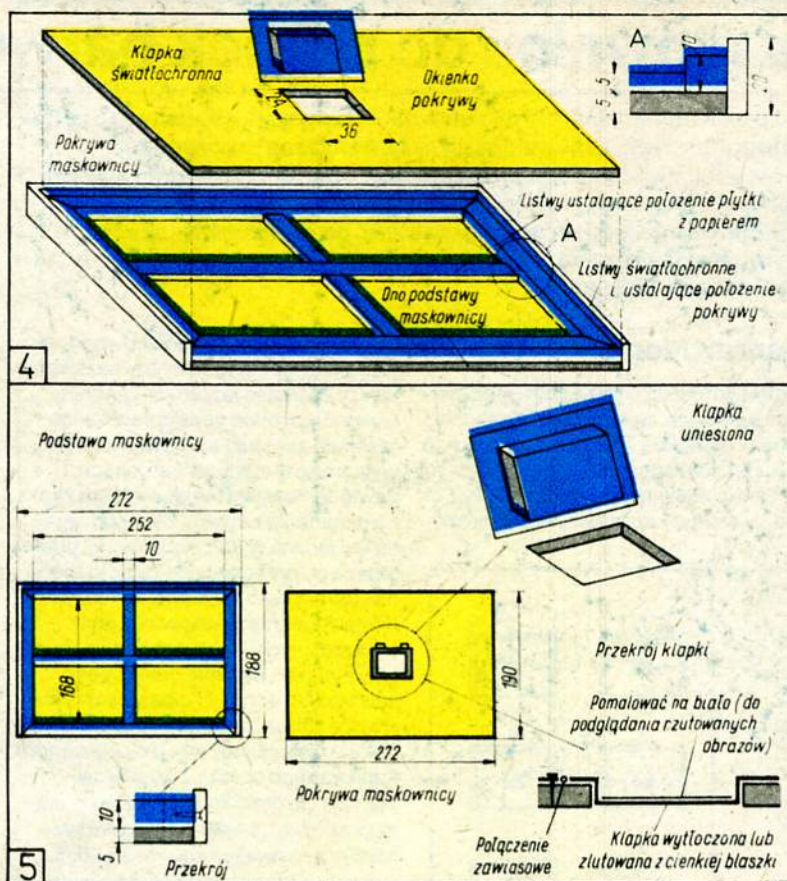 Klapka
światłochronna
Okienko
pokrywy
24
36
A
10
5
5
20
Pokrywa
maskownicy
Listwy ustalające położenie płytki
z papierem
A
Listwy światłochronne
i ustalające położenie
pokrywy
Dno podstawy
maskownicy
4
Podstawa maskownicy
Klapka
uniesiona
272
252
10
168
188
190
272
Pokrywa maskownicy
Przekrój klapki
Pomalować na biało (do
podglądania rzutowanych
obrazów)
10
5
Przekrój
Połączenie
zawiasowe
Klapka wytłoczona lub
zlutowana z cienkiej blaszki
5